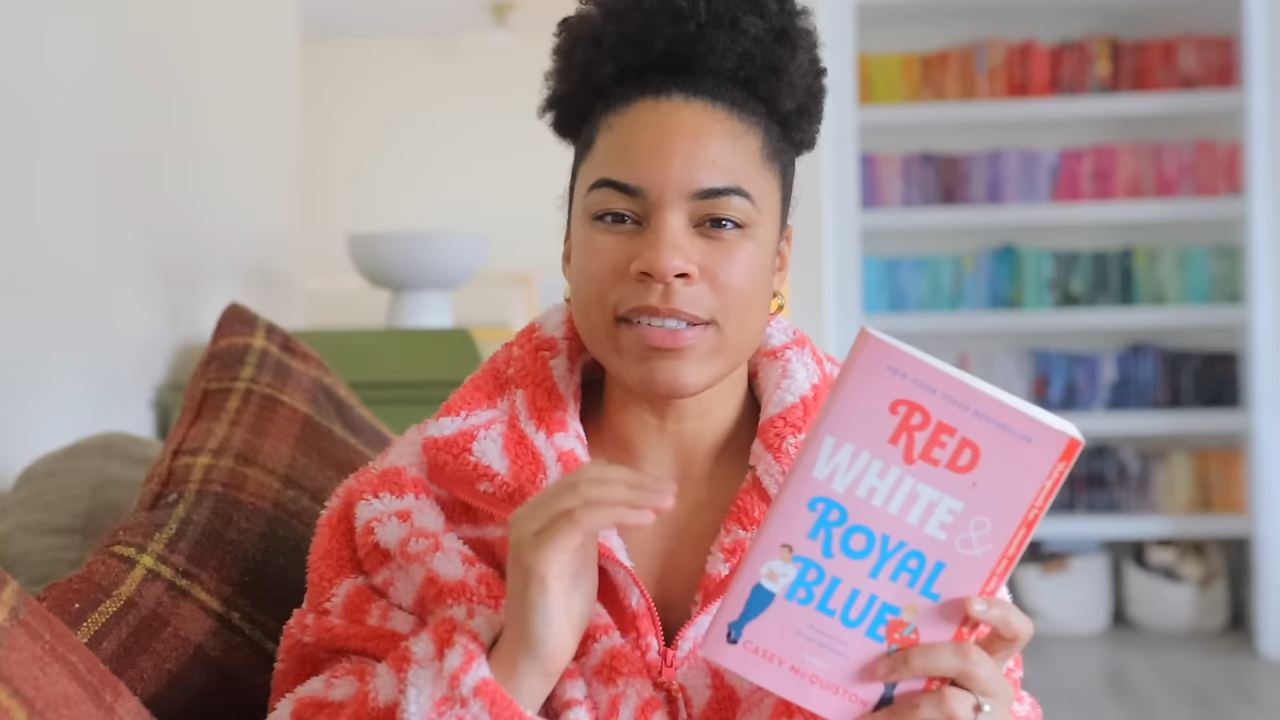 NEW YORK TIMES BESTSELLER
RED
WHITE &
ROYAL
BLUE
CASEY McQUISTON